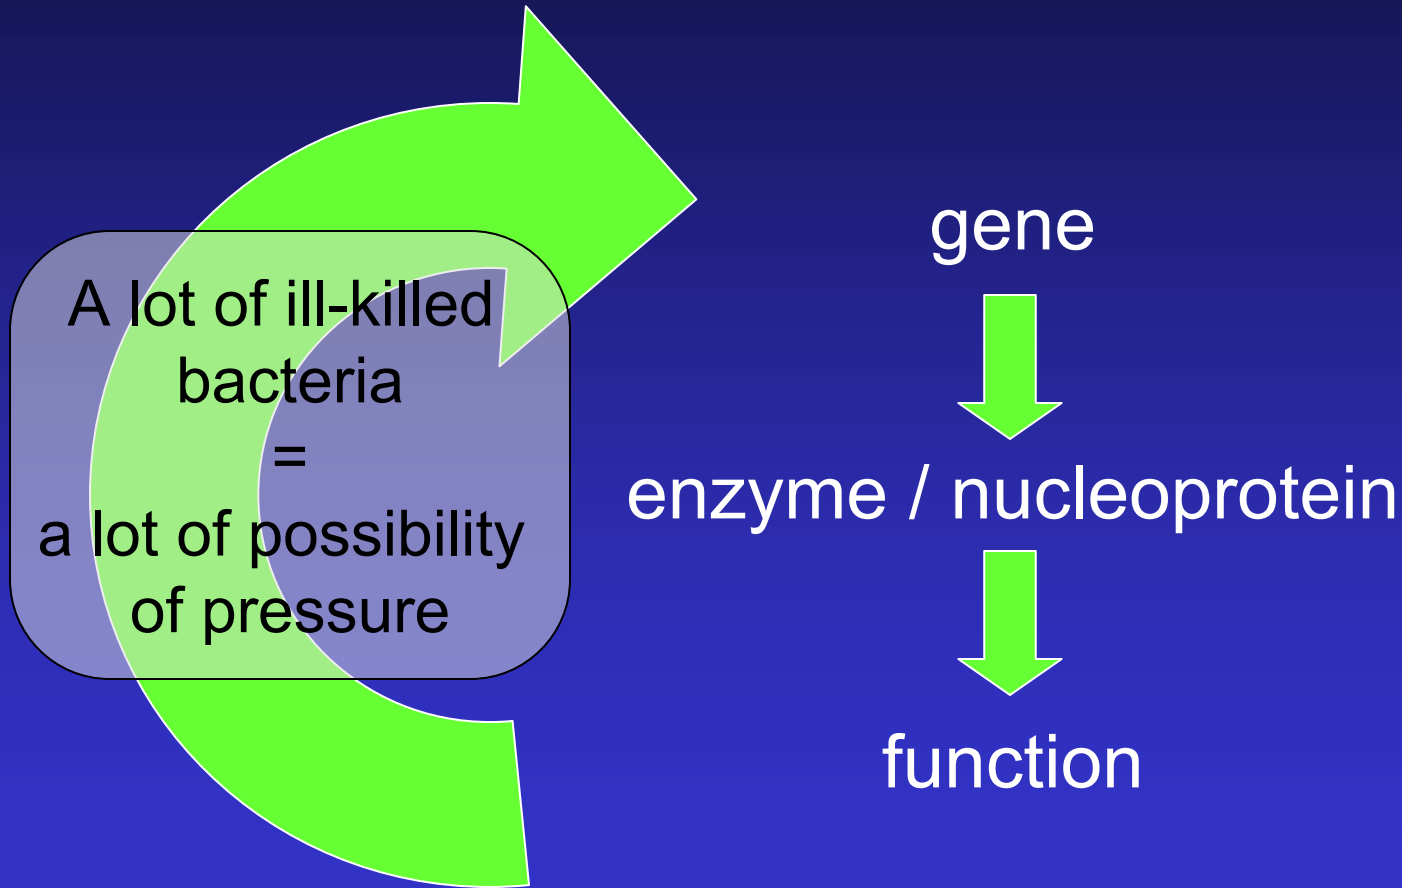 A lot of ill-killed
bacteria
=
a lot of possibility
of pressure
gene
enzyme / nucleoprotein
function